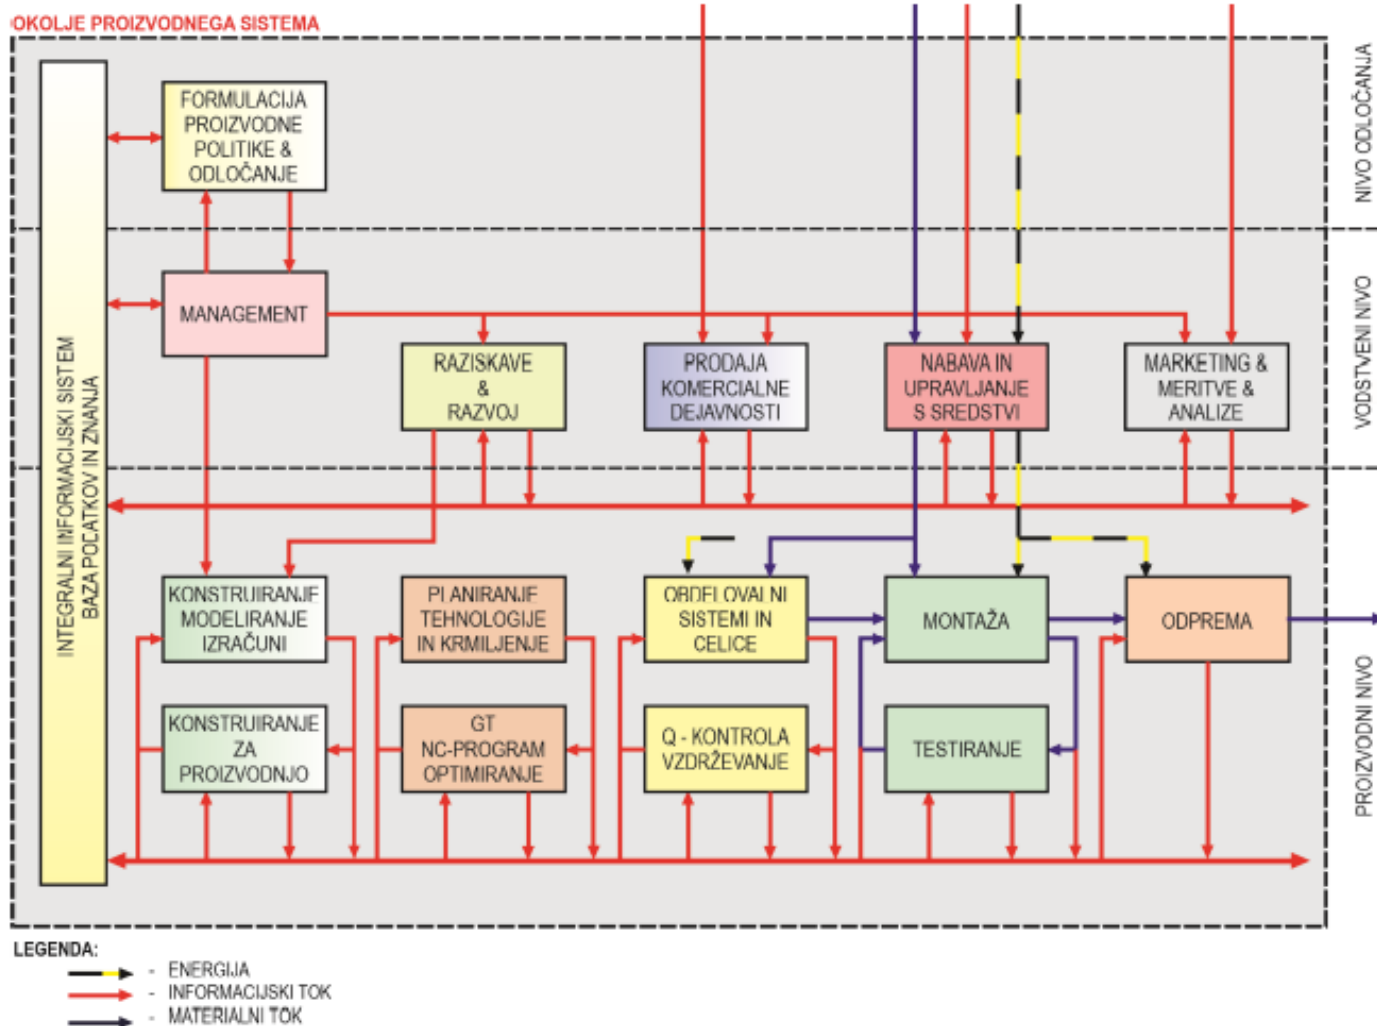 OKOLJE PROIZVODNEGA SISTEMA
NIVO ODLOČANJA
FORMULACIJA
PROIZVODNE
POLITIKE &
ODLOČANJE
VODSTVENI NIVO
MANAGEMENT
RAZISKAVE
&
RAZVOJ
PRODAJA
KOMERCIALNE
DEJAVNOSTI
NABAVA IN
UPRAVLJANJE
S SREDSTVI
MARKETING &
MERITVE &
ANALIZE
INTEGRALNI INFORMACIJSKI SISTEM
BAZA PODATKOV IN ZNANJA
PROIZVODNI NIVO
KONSTRUIRANJE
MODELIRANJE
IZRAČUNI
PLANIRANJE
TEHNOLOGIJE
IN KRMILJENJE
OBDELOVALNI
SISTEMI IN
CELICE
MONTAŽA
ODPREMA
KONSTRUIRANJE
ZA
PROIZVODNJO
GT
NC-PROGRAM
OPTIMIRANJE
Q - KONTROLA
VZDRŽEVANJE
TESTIRANJE
LEGENDA:
- ENERGIJA
- INFORMACIJSKI TOK
- MATERIALNI TOK